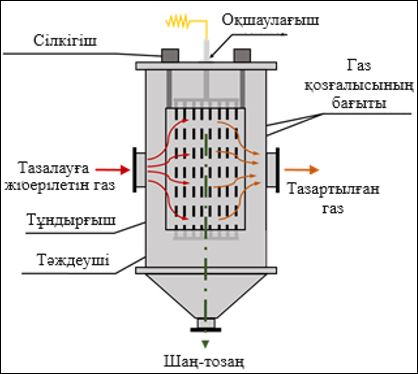 Оқшаулағыш
Сілкігіш
Газ
қозғалысының
бағыты
Тазалауға
жіберілетін газ
Тазартылған
газ
Тұндырғыш
Тәждеуші
Шаң-тозаң